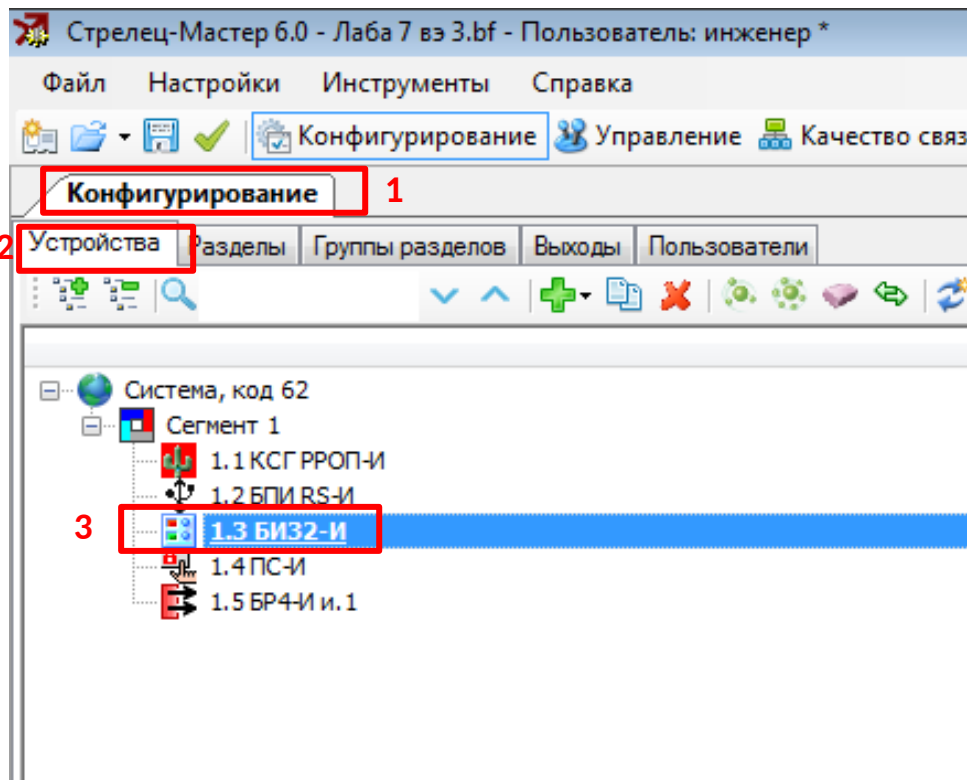 Стрелец-Мастер 6.0 - Лаба 7 вэ 3.bf - Пользователь: инженер *
Файл Настройки Инструменты Справка
Конфигурирование Управление Качество связ
Конфигурирование 1
2 Устройства Разделы Группы разделов Выходы Пользователи
Система, код 62
Сегмент 1
1.1 КСГ РРОП-И
1.2 БПИ RS-И
3 1.3 БИ32-И
1.4 ПС-И
1.5 БР4-И и.1